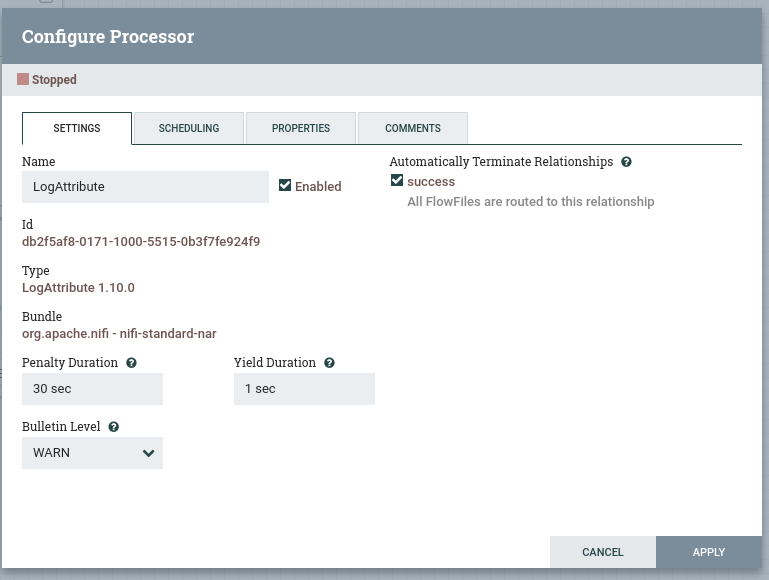 Configure Processor
Stopped
SETTINGS
SCHEDULING
PROPERTIES
COMMENTS
Name
LogAttribute
Enabled
Id
db2f5af8-0171-1000-5515-0b3f7fe924f9
Type
LogAttribute 1.10.0
Bundle
org.apache.nifi - nifi-standard-nar
Penalty Duration ?
30 sec
Yield Duration ?
1 sec
Bulletin Level ?
WARN
Automatically Terminate Relationships ?
success
All FlowFiles are routed to this relationship
CANCEL
APPLY